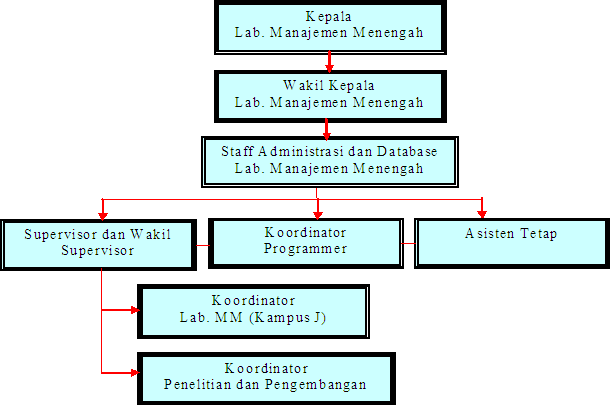 Kepala
Lab. Manajemen Menengah
Wakil Kepala
Lab. Manajemen Menengah
Staff Administrasi dan Database
Lab. Manajemen Menengah
Supervisor dan Wakil
Supervisor
Koordinator
Programmer
Asisten Tetap
Koordinator
Lab. MM (Kampus J)
Koordinator
Penelitian dan Pengembangan